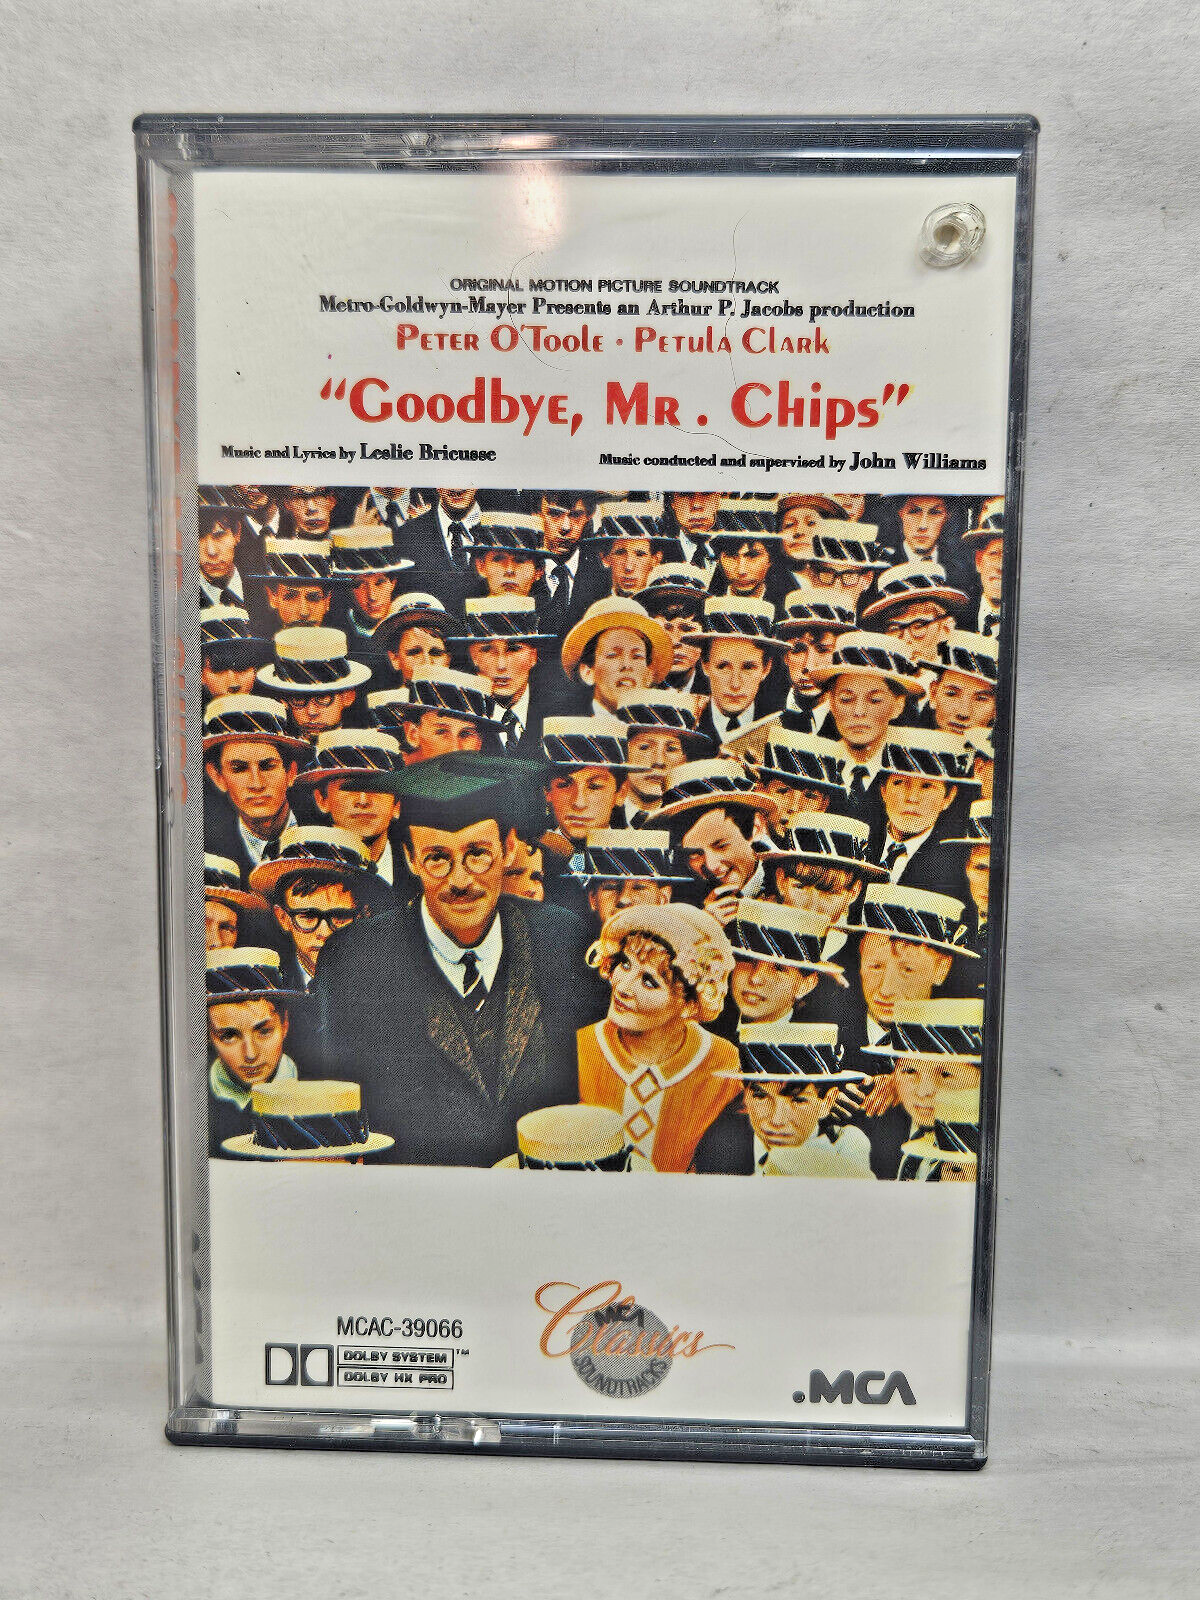 ORIGINAL MOTION PICTURE SOUNDTRACK
Metro-Goldwyn-Mayer Presents an Arthur P. Jacobs production
PETER O'TOOLE · PETULA CLARK
"GOODBYE, MR. CHIPS"
Music and Lyrics by Leslie Bricusse
Music conducted and supervised by John Williams
MCAC-39066
DOLBY SYSTEM™
DOLBY HX PRO
MCA
Classics
SOUNDTRACKS
.MCA